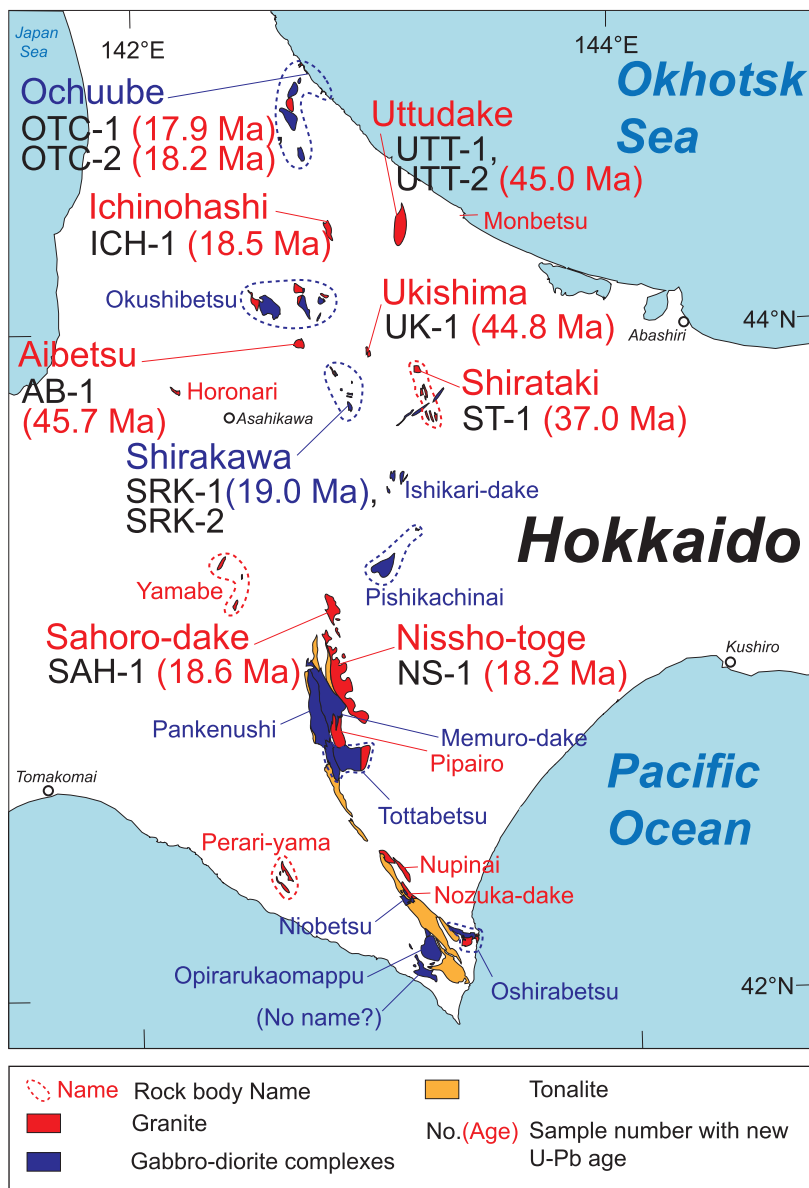 Japan
Sea
142°E
144°E
Okhotsk
Sea
Ochuube
OTC-1 (17.9 Ma)
OTC-2 (18.2 Ma)
Uttudake
UTT-1,
UTT-2 (45.0 Ma)
Ichinohashi
ICH-1 (18.5 Ma)
Monbetsu
Okushibetsu
Ukishima
UK-1 (44.8 Ma)
44°N
Abashiri
Aibetsu
AB-1
(45.7 Ma)
Horonari
Asahikawa
Shirataki
ST-1 (37.0 Ma)
Shirakawa
SRK-1(19.0 Ma),
SRK-2
Ishikari-dake
Hokkaido
Yamabe
Pishikachinai
Sahoro-dake
SAH-1 (18.6 Ma)
Nissho-toge
NS-1 (18.2 Ma)
Kushiro
Pankenushi
Memuro-dake
Pipairo
Tomakomai
Tottabetsu
Pacific
Ocean
Perari-yama
Nupinai
Nozuka-dake
Niobetsu
Opirarukaomappu
Oshirabetsu
(No name?)
42°N
Name Rock body Name
Granite
Gabbro-diorite complexes
Tonalite
No.(Age) Sample number with new
U-Pb age